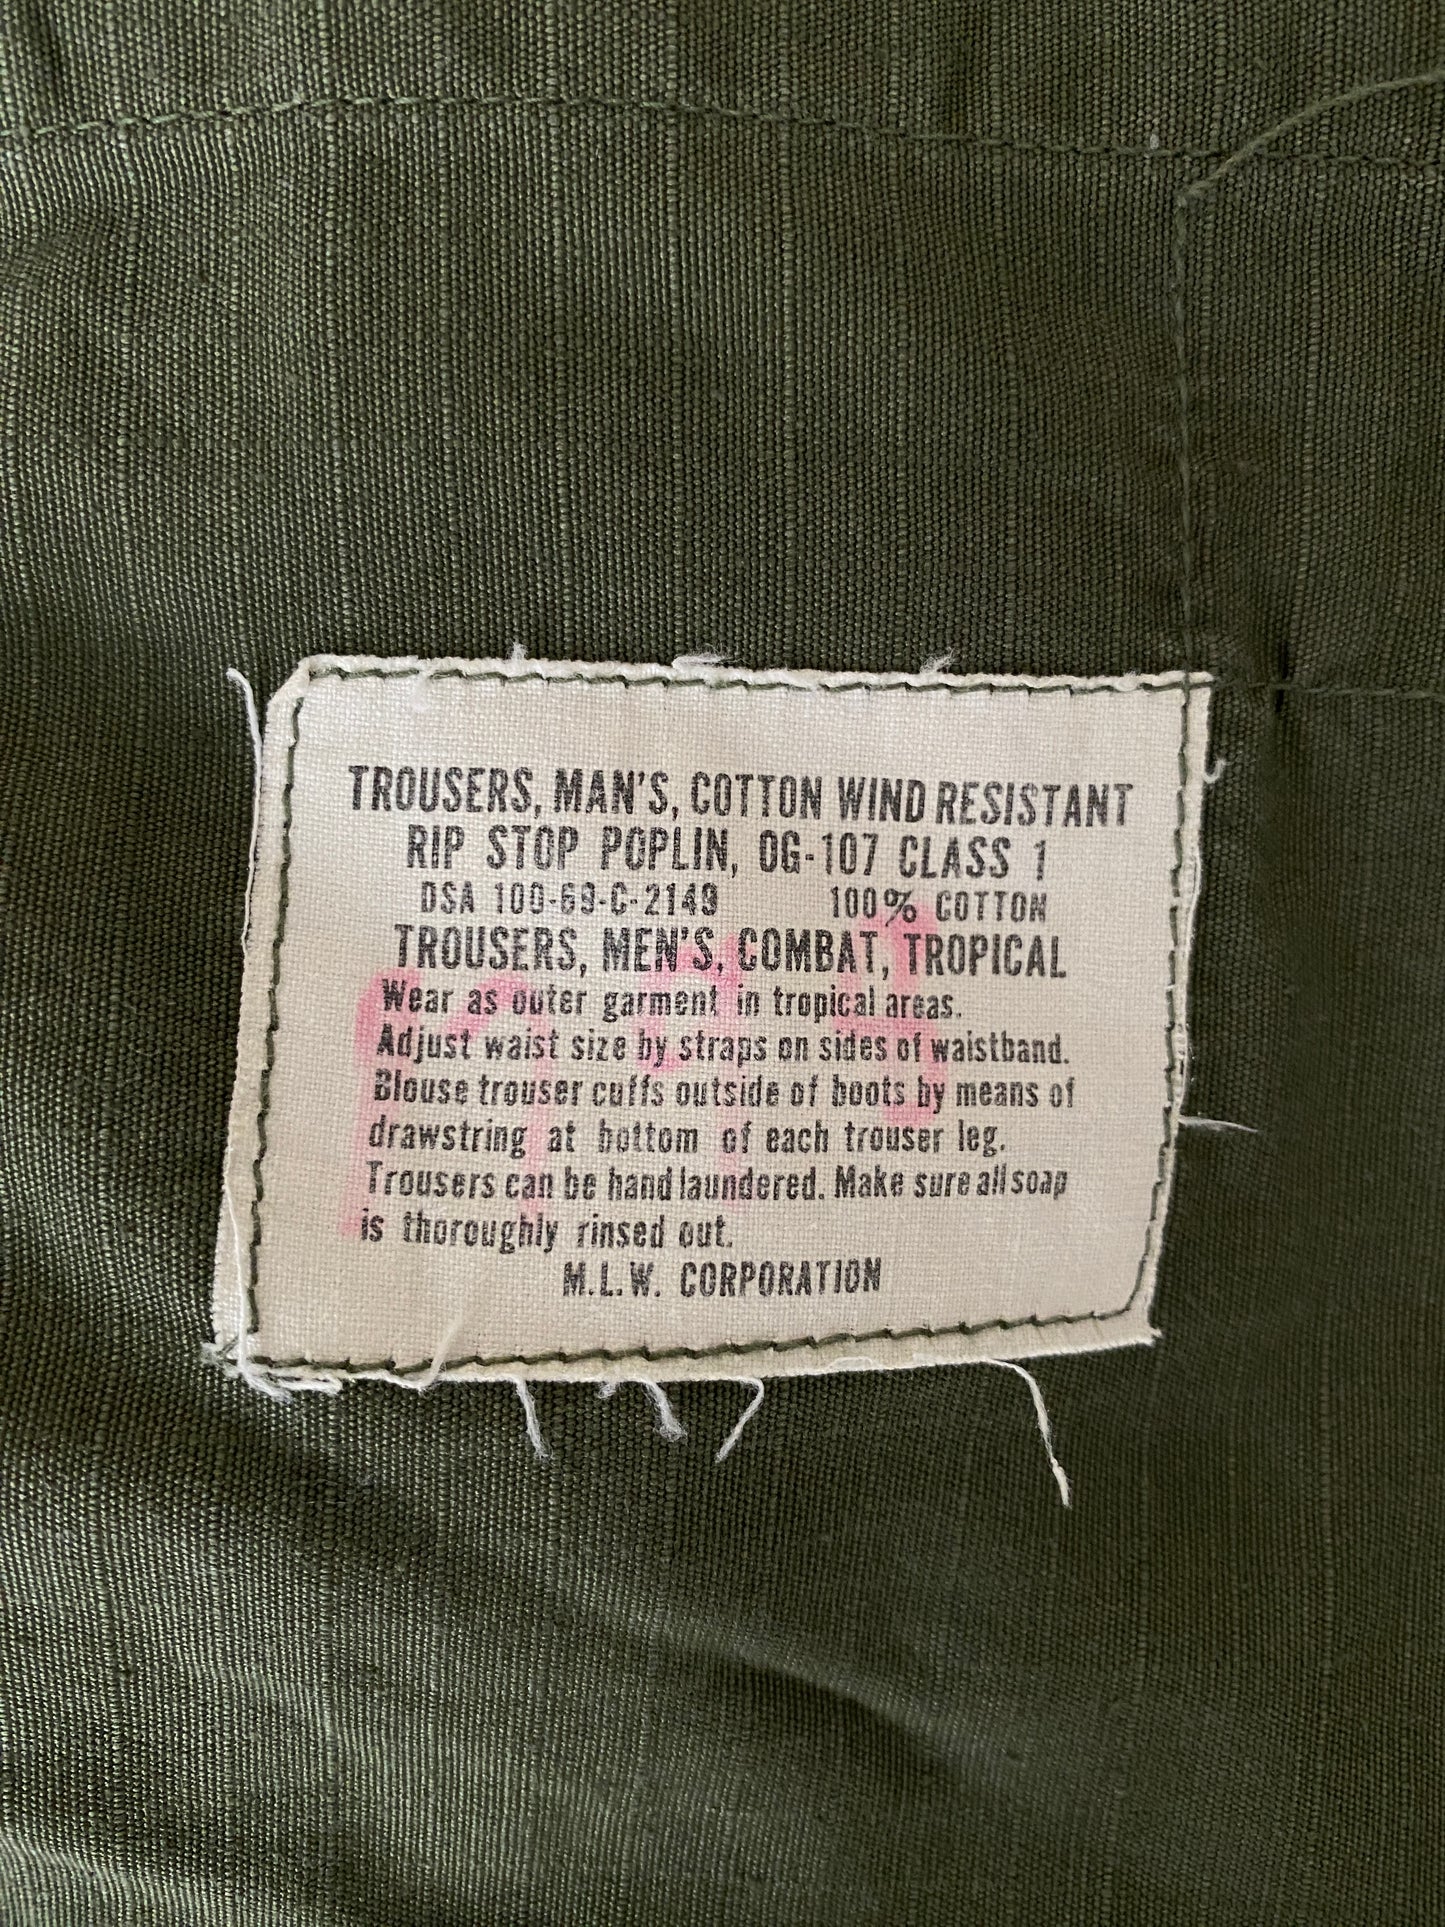 TROUSERS, MAN'S, COTTON WIND RESISTANT
RIP STOP POPLIN, OG-107 CLASS 1
DSA 100-69-C-2149 100% COTTON
TROUSERS, MEN'S, COMBAT, TROPICAL
Wear as outer garment in tropical areas.
Adjust waist size by straps on sides of waistband.
Blouse trouser cuffs outside of boots by means of
drawstring at bottom of each trouser leg.
Trousers can be hand laundered. Make sure all soap
is thoroughly rinsed out.
M.L.W. CORPORATION